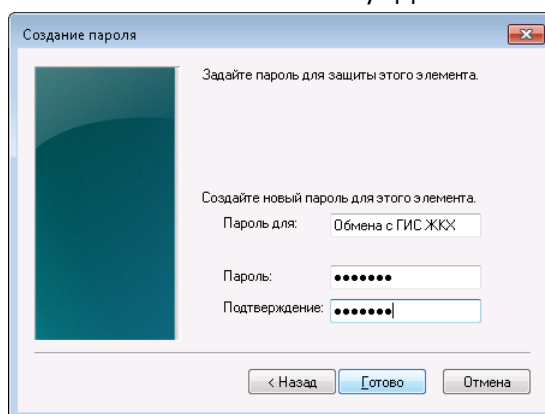 Создание пароля
Задайте пароль для защиты этого элемента.
Создайте новый пароль для этого элемента.
Пароль для: Обмена с ГИС ЖКХ
Пароль: ●●●●●●●
Подтверждение: ●●●●●●●
< Назад Готово Отмена